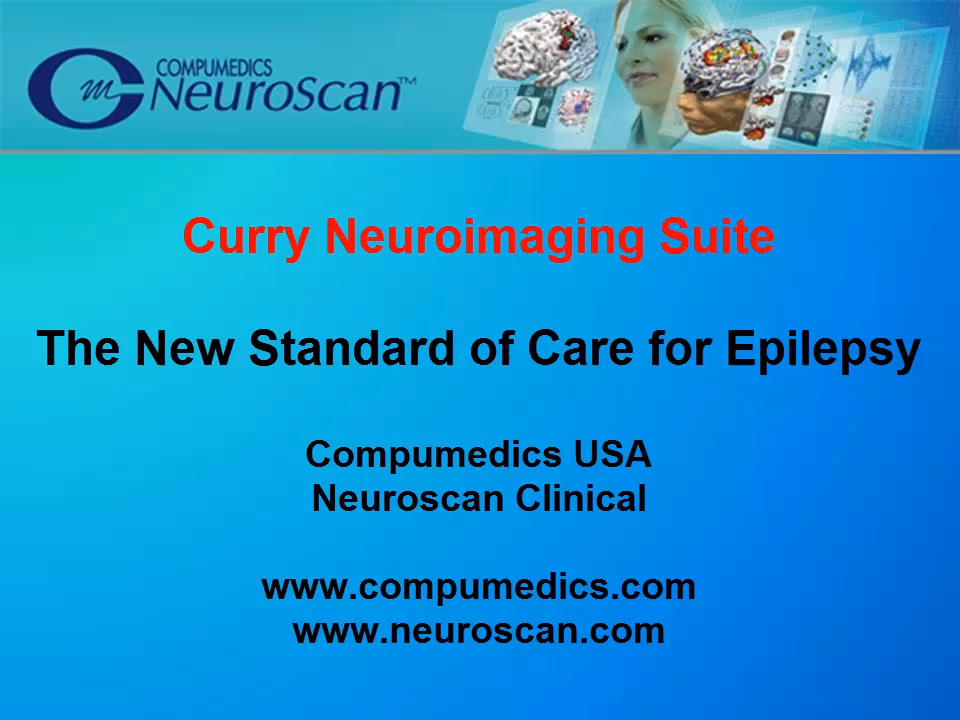 COMPUMEDICS
NEUROSCAN™
Curry Neuroimaging Suite
The New Standard of Care for Epilepsy
Compumedics USA
Neuroscan Clinical
www.compumedics.com
www.neuroscan.com